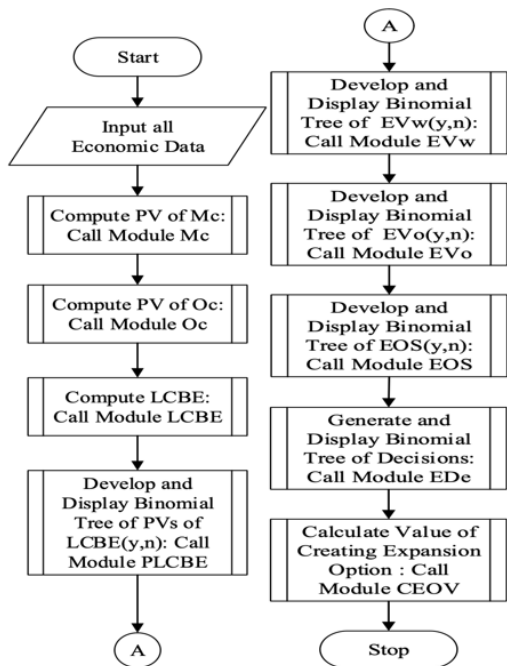 Start
Input all
Economic Data
Compute PV of Mc:
Call Module Mc
Compute PV of Oc:
Call Module Oc
Compute LCBE:
Call Module LCBE
Develop and
Display Binomial
Tree of PVs of
LCBE(y,n): Call
Module PLCBE
A
A
Develop and
Display Binomial
Tree of EVw(y,n):
Call Module EVw
Develop and
Display Binomial
Tree of EVo(y,n):
Call Module EVo
Develop and
Display Binomial
Tree of EOS(y,n):
Call Module EOS
Generate and
Display Binomial
Tree of Decisions:
Call Module EDe
Calculate Value of
Creating Expansion
Option : Call
Module CEOV
Stop